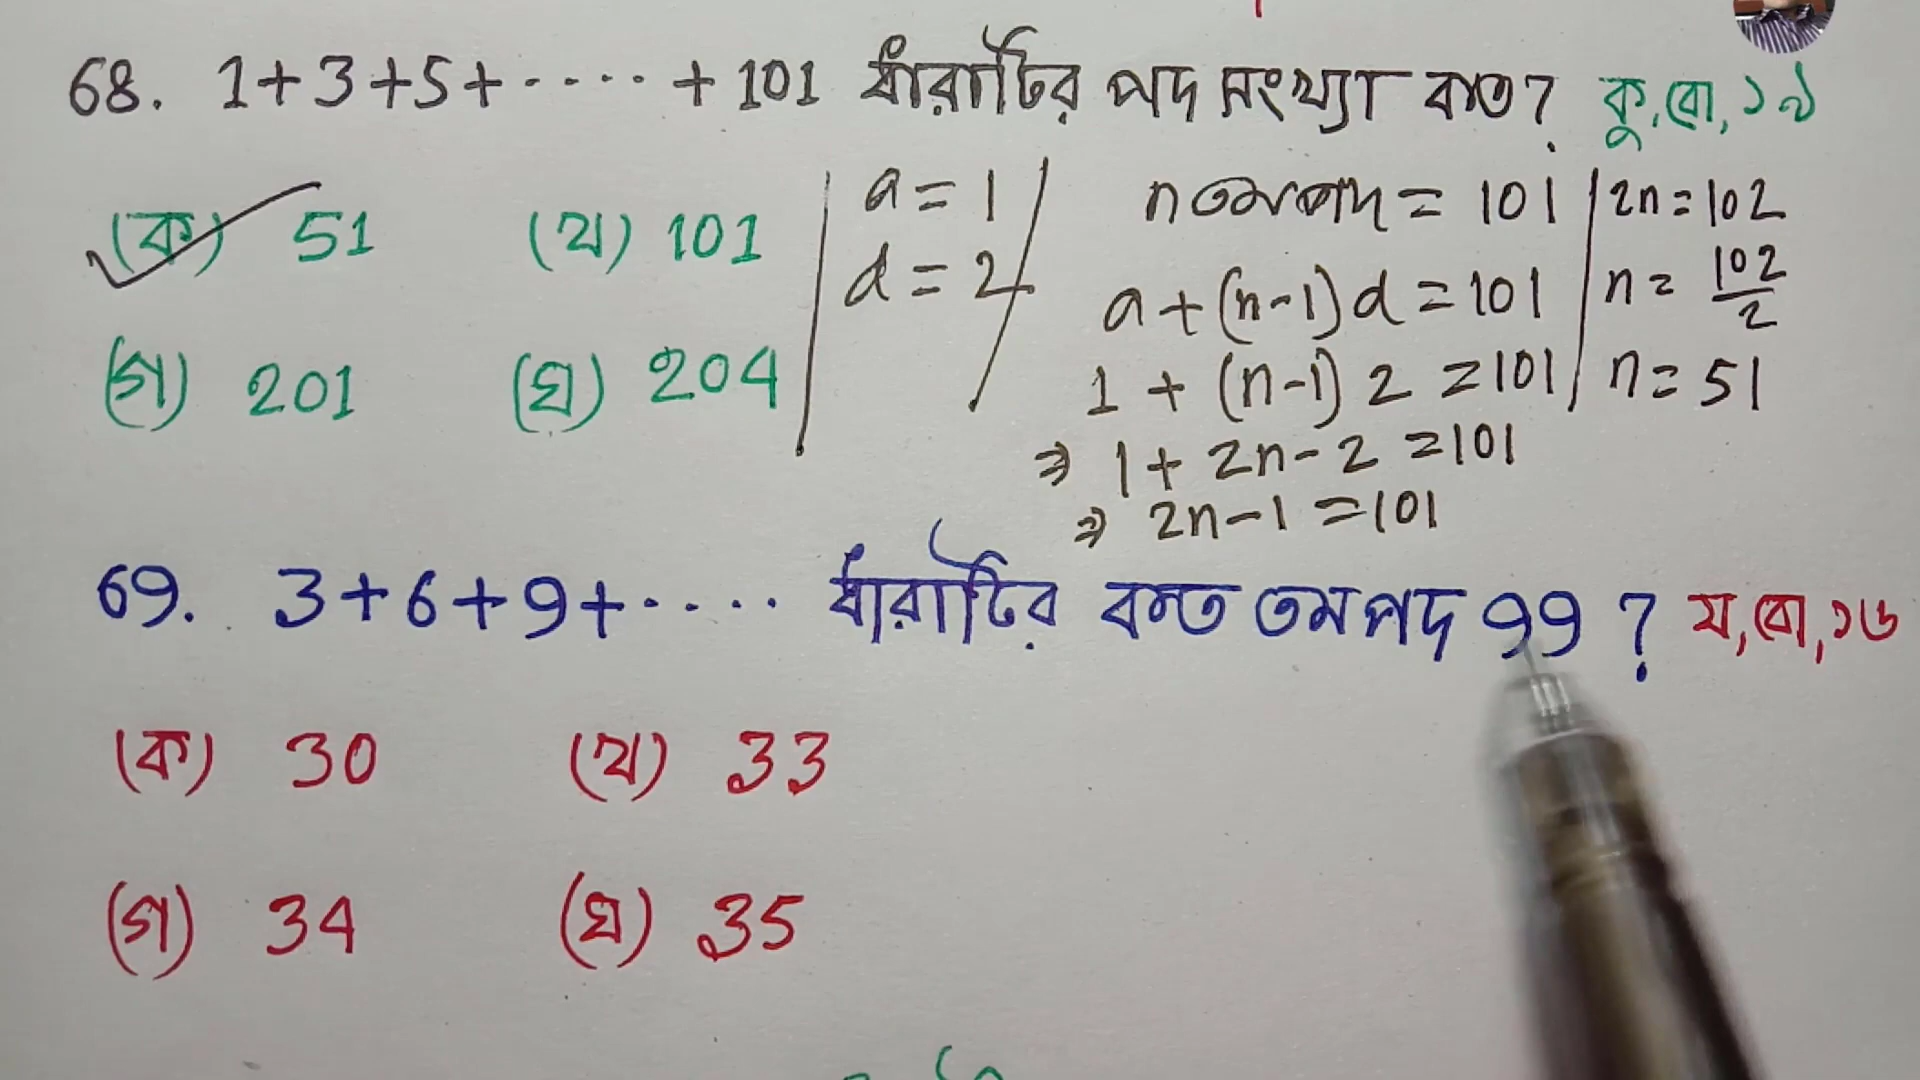 68. 1+3+5+ ..... +101 ধারাটির পদ সংখ্যা কত? কু,বো,১৯
(ক) 51 (খ) 101
(গ) 201 (ঘ) 204
a = 1
d = 2
n তম পদ = 101
a + (n-1)d = 101
1 + (n-1) 2 = 101
⇒ 1 + 2n - 2 = 101
⇒ 2n - 1 = 101
2n = 102
n = 102/2
n = 51
69. 3+6+9+ ..... ধারাটির কত তম পদ 99 ? য,বো,১৬
(ক) 30 (খ) 33
(গ) 34 (ঘ) 35